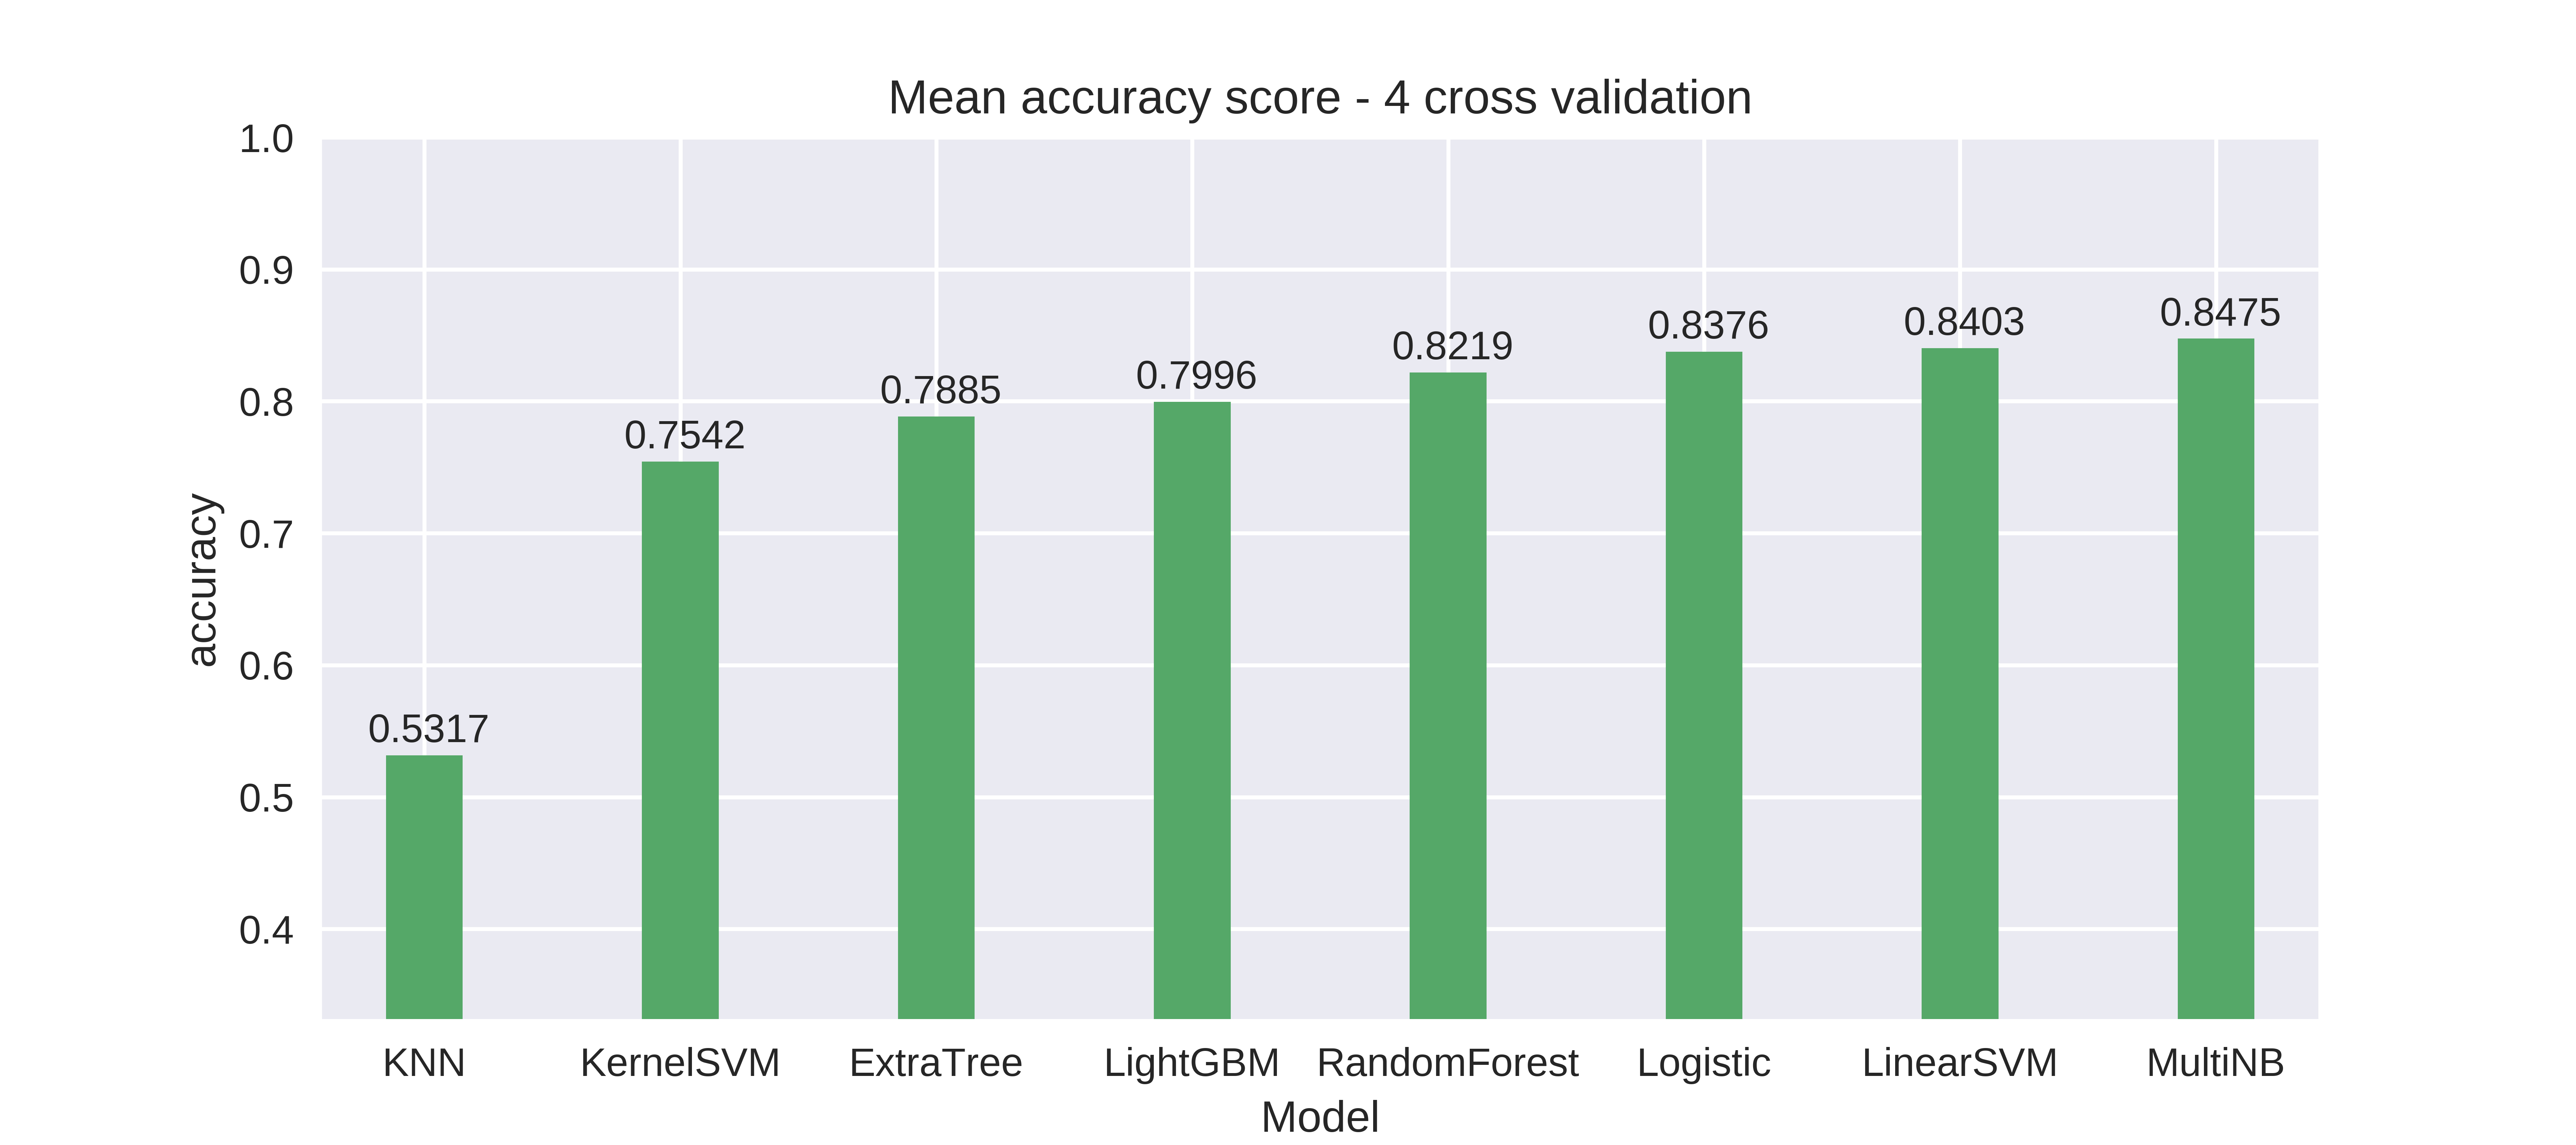 Mean accuracy score - 4 cross validation
1.0
0.9
0.8
0.7
0.6
0.5
0.4
accuracy
0.5317
0.7542
0.7885
0.7996
0.8219
0.8376
0.8403
0.8475
KNN
KernelSVM
ExtraTree
LightGBM
RandomForest
Logistic
LinearSVM
MultiNB
Model